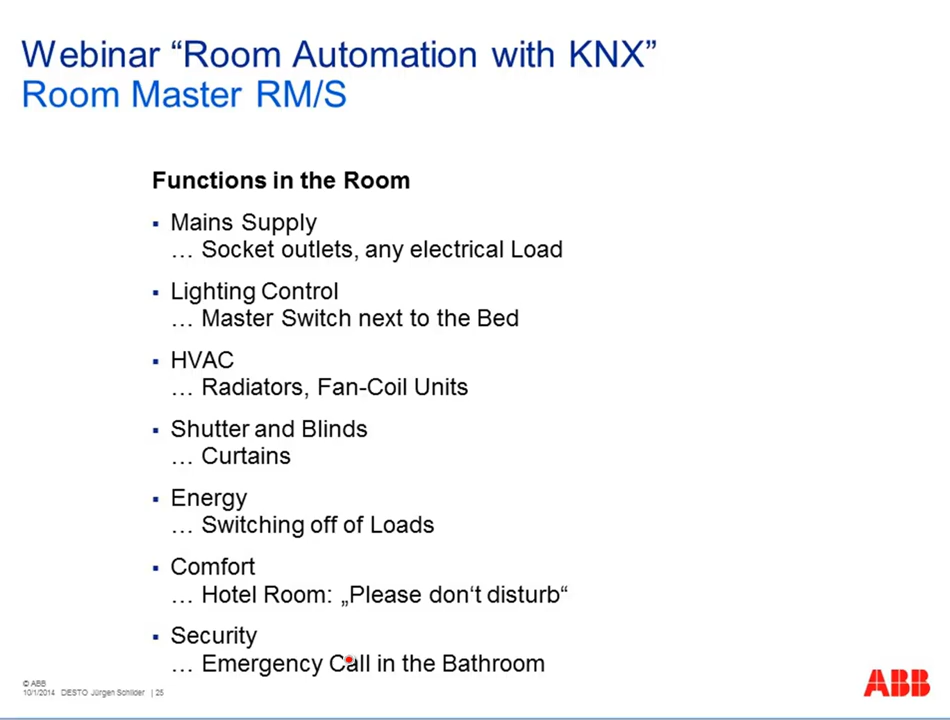 Webinar “Room Automation with KNX”
Room Master RM/S
Functions in the Room
▪ Mains Supply
… Socket outlets, any electrical Load
▪ Lighting Control
… Master Switch next to the Bed
▪ HVAC
… Radiators, Fan-Coil Units
▪ Shutter and Blinds
… Curtains
▪ Energy
… Switching off of Loads
▪ Comfort
… Hotel Room: „Please don‘t disturb“
▪ Security
… Emergency Call in the Bathroom
© ABB
10/1/2014 DESTO Jürgen Schilder | 25
ABB